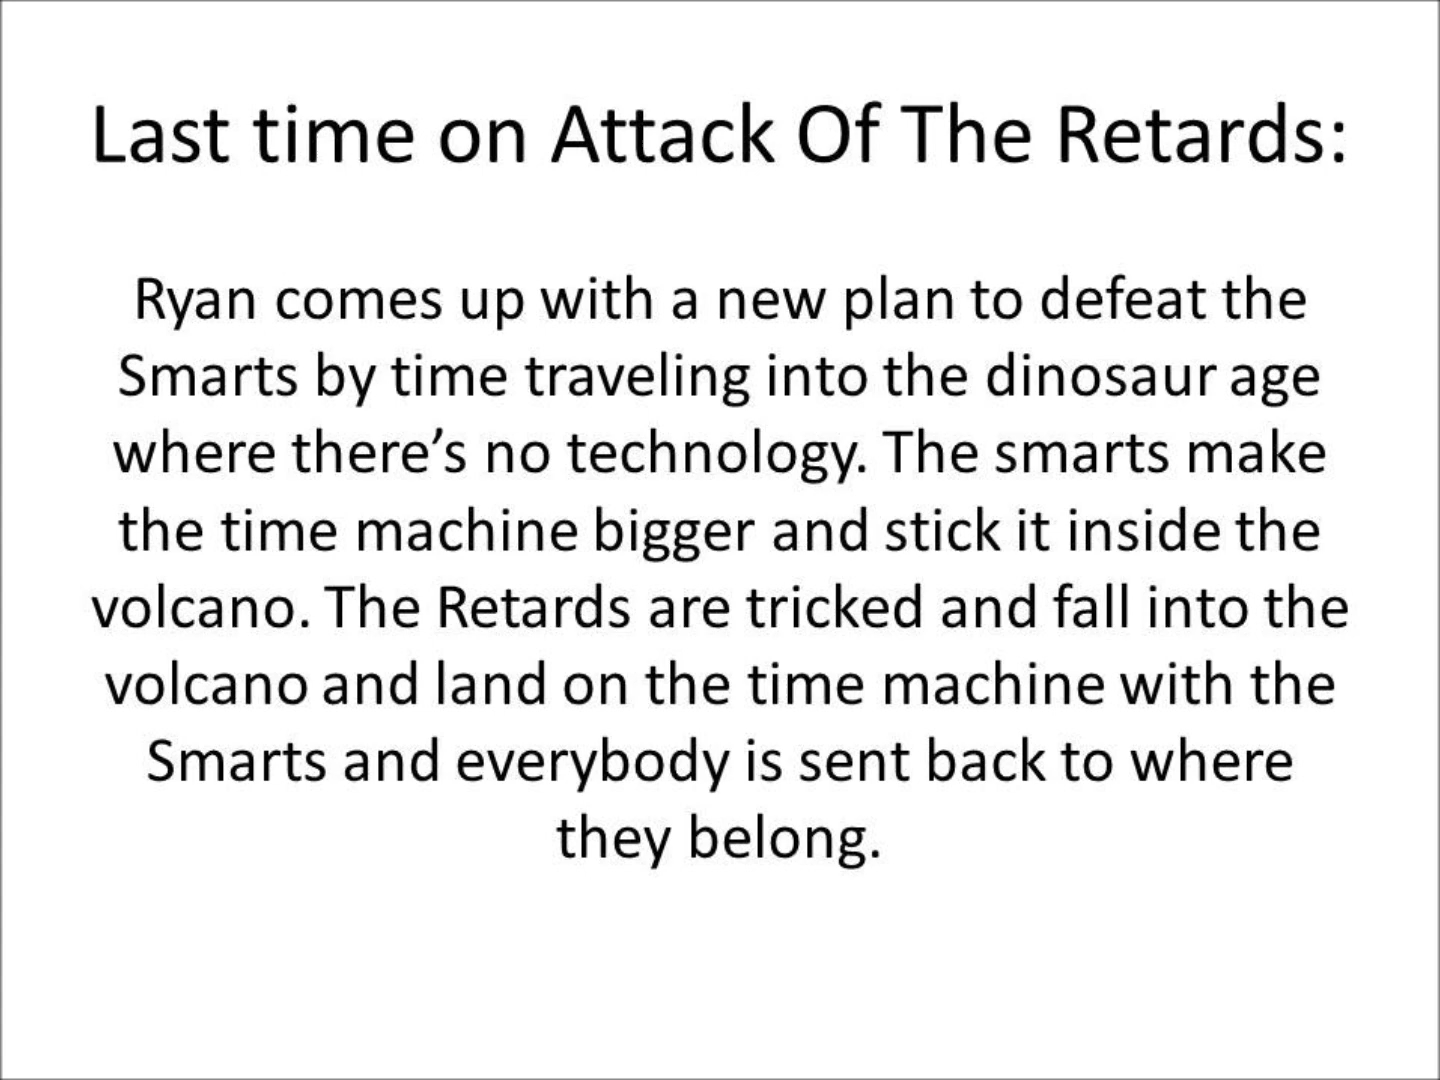 Last time on Attack Of The Retards:
Ryan comes up with a new plan to defeat the
Smarts by time traveling into the dinosaur age
where there’s no technology. The smarts make
the time machine bigger and stick it inside the
volcano. The Retards are tricked and fall into the
volcano and land on the time machine with the
Smarts and everybody is sent back to where
they belong.